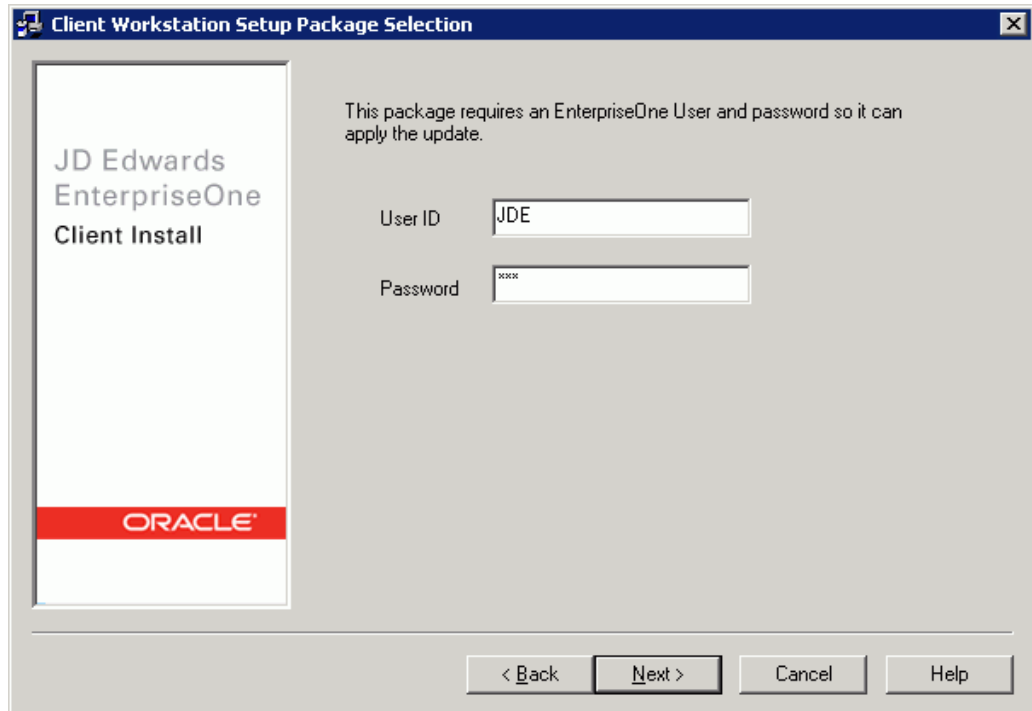 Client Workstation Setup Package Selection
JD Edwards
EnterpriseOne
Client Install
ORACLE
This package requires an EnterpriseOne User and password so it can
apply the update.
User ID
JDE
Password
xxx
< Back
Next >
Cancel
Help